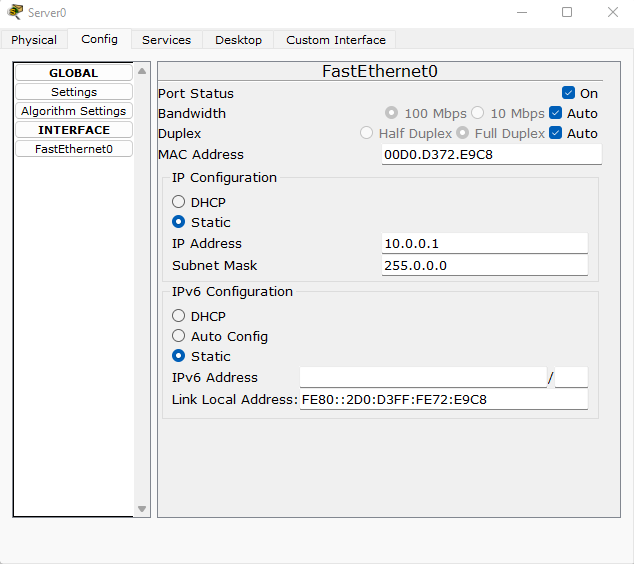 Server0
Physical Config Services Desktop Custom Interface
GLOBAL
Settings
Algorithm Settings
INTERFACE
FastEthernet0
FastEthernet0
Port Status On
Bandwidth 100 Mbps 10 Mbps Auto
Duplex Half Duplex Full Duplex Auto
MAC Address 00D0.D372.E9C8
IP Configuration
DHCP
Static
IP Address 10.0.0.1
Subnet Mask 255.0.0.0
IPv6 Configuration
DHCP
Auto Config
Static
IPv6 Address /
Link Local Address: FE80::2D0:D3FF:FE72:E9C8